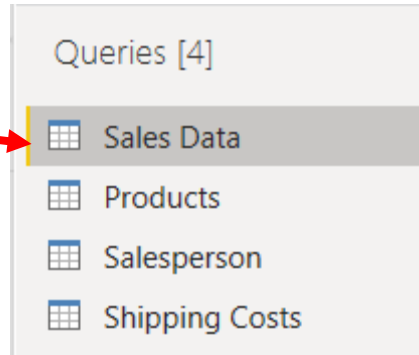 Queries [4]
Sales Data
Products
Salesperson
Shipping Costs